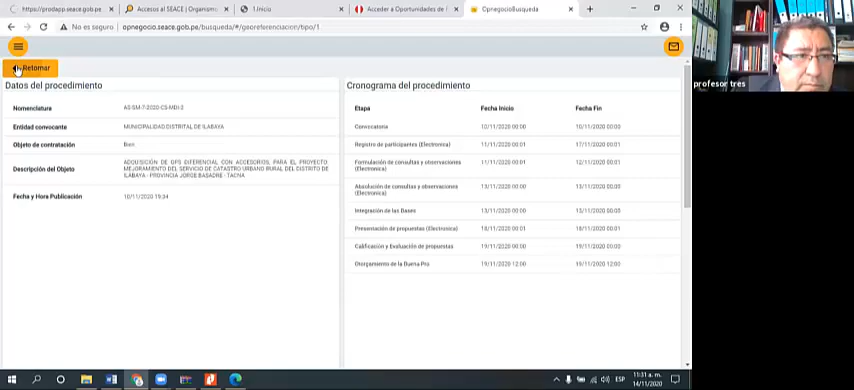 https://prodapp.seace.gob.pe
Accesos al SEACE | Organism
1.Inicio
Acceder a Oportunidades de
OpnegocioBusqueda
No es seguro | opnegocio.seace.gob.pe/busqueda/#/georeferenciacion/tipo/1
Retornar
Datos del procedimiento
Nomenclatura
AS-SM-7-2020-CS-MDI-2
Entidad convocante
MUNICIPALIDAD DISTRITAL DE ILABAYA
Objeto de contratación
Bien
Descripción del Objeto
ADQUISICIÓN DE GPS DIFERENCIAL CON ACCESORIOS, PARA EL PROYECTO
MEJORAMIENTO DEL SERVICIO DE CATASTRO URBANO RURAL DEL DISTRITO DE
ILABAYA - PROVINCIA JORGE BASADRE - TACNA
Fecha y Hora Publicación
10/11/2020 19:34
Cronograma del procedimiento
Etapa Fecha Inicio Fecha Fin
Convocatoria 10/11/2020 00:00 10/11/2020 00:00
Registro de participantes (Electronica) 11/11/2020 00:01 17/11/2020 00:01
Formulación de consultas y observaciones
(Electronica) 11/11/2020 00:01 12/11/2020 00:01
Absolución de consultas y observaciones
(Electronica) 13/11/2020 00:00 13/11/2020 00:00
Integración de las Bases 13/11/2020 00:00 13/11/2020 00:00
Presentación de propuestas (Electronica) 18/11/2020 00:01 18/11/2020 00:01
Calificación y Evaluación de propuestas 19/11/2020 00:00 19/11/2020 00:00
Otorgamiento de la Buena Pro 19/11/2020 12:00 19/11/2020 12:00
profesor tres
ESP
11:31 a. m.
14/11/2020